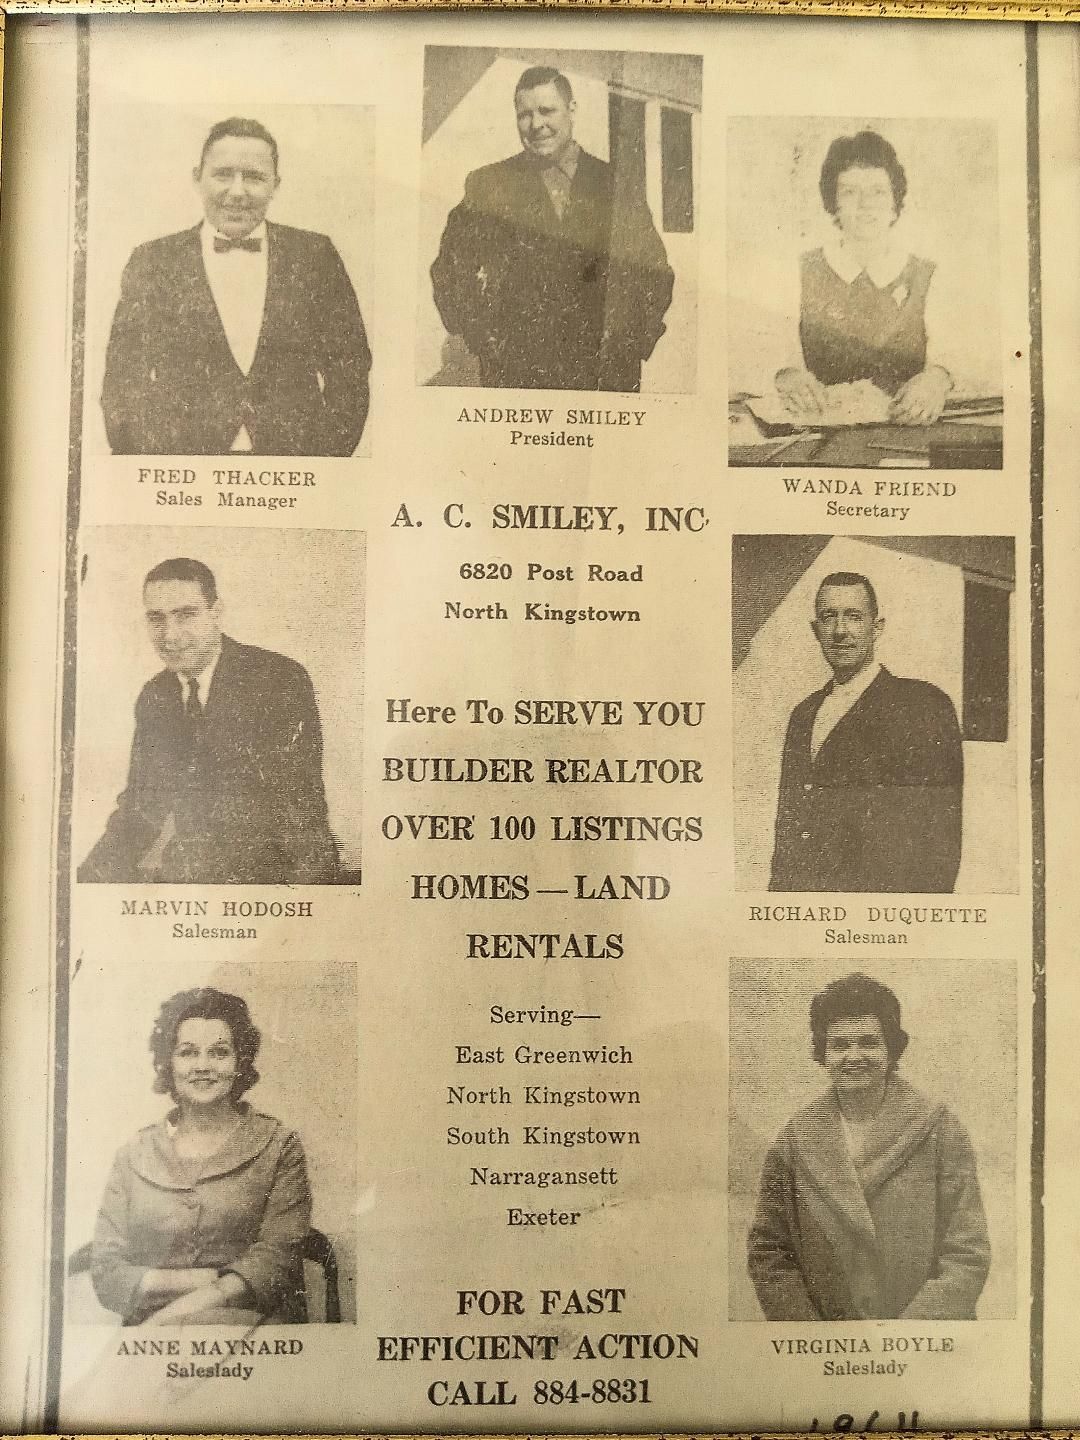 ANDREW SMILEY
President
FRED THACKER
Sales Manager
WANDA FRIEND
Secretary
A. C. SMILEY, INC.
6820 Post Road
North Kingstown
Here To SERVE YOU
BUILDER REALTOR
OVER 100 LISTINGS
HOMES — LAND
RENTALS
MARVIN HODOSH
Salesman
RICHARD DUQUETTE
Salesman
Serving—
East Greenwich
North Kingstown
South Kingstown
Narragansett
Exeter
FOR FAST
EFFICIENT ACTION
CALL 884-8831
ANNE MAYNARD
Saleslady
VIRGINIA BOYLE
Saleslady